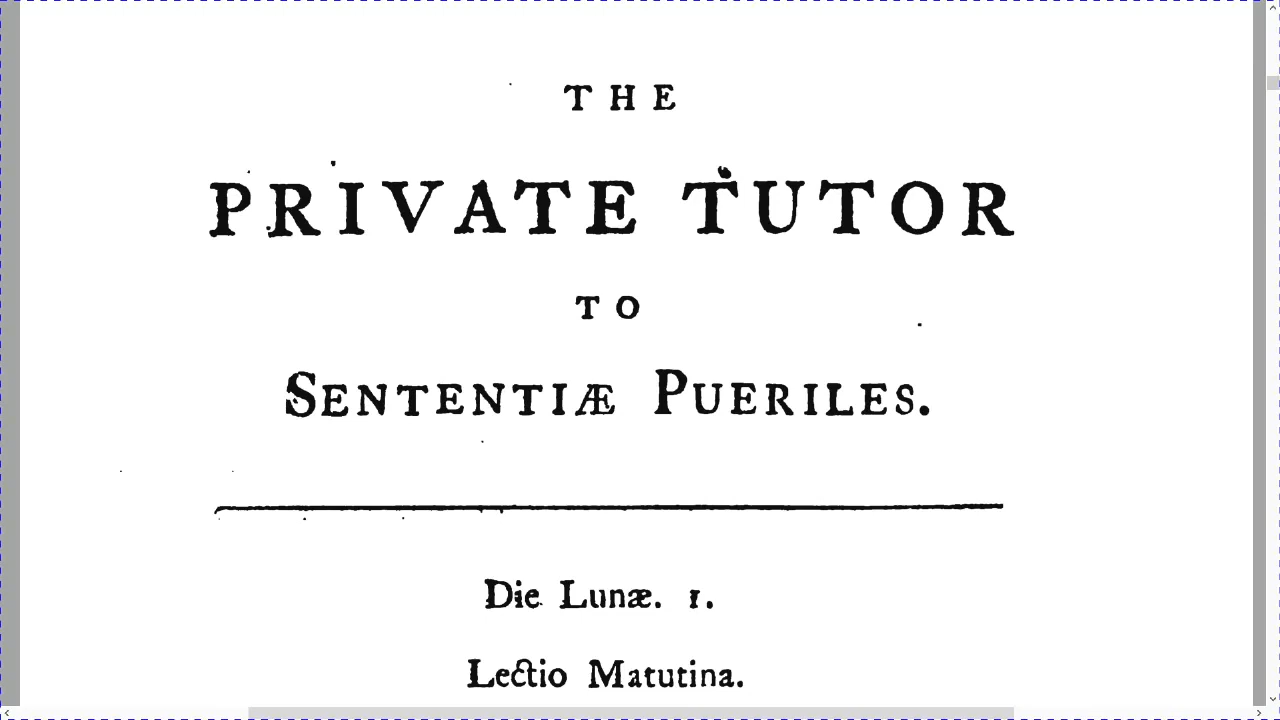 THE
PRIVATE TUTOR
TO
SENTENTIÆ PUERILES.
Die Lunæ. 1.
Lectio Matutina.